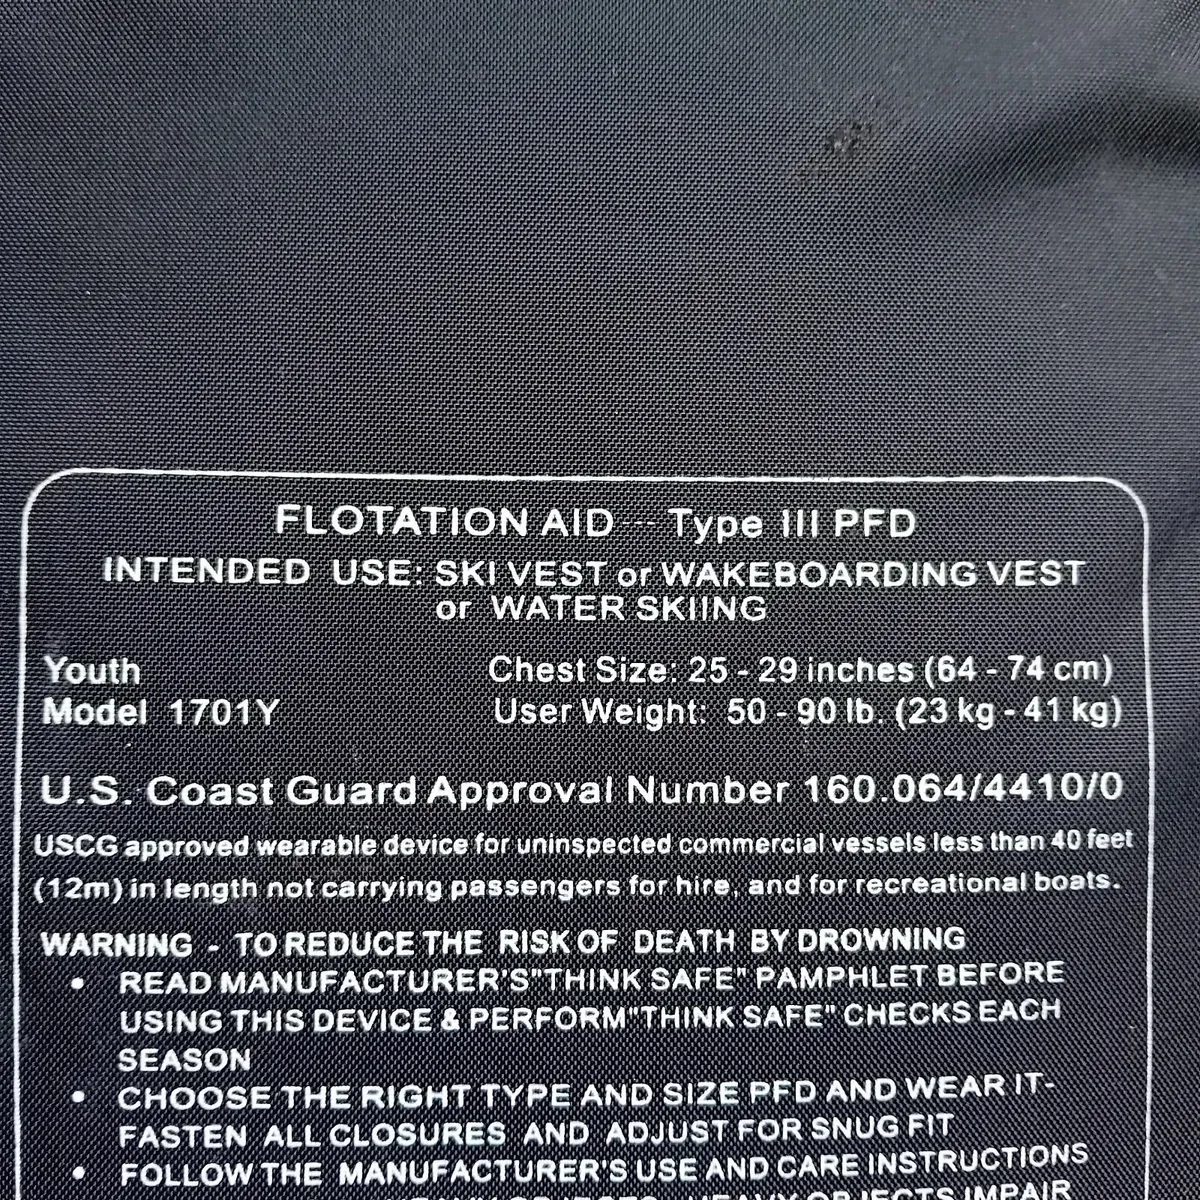 FLOTATION AID --- Type III PFD
INTENDED USE: SKI VEST or WAKEBOARDING VEST
or WATER SKIING
Youth Chest Size: 25 - 29 inches (64 - 74 cm)
Model 1701Y User Weight: 50 - 90 lb. (23 kg - 41 kg)
U.S. Coast Guard Approval Number 160.064/4410/0
USCG approved wearable device for uninspected commercial vessels less than 40 feet
(12m) in length not carrying passengers for hire, and for recreational boats.
WARNING - TO REDUCE THE RISK OF DEATH BY DROWNING
• READ MANUFACTURER'S"THINK SAFE" PAMPHLET BEFORE
USING THIS DEVICE & PERFORM"THINK SAFE" CHECKS EACH
SEASON
• CHOOSE THE RIGHT TYPE AND SIZE PFD AND WEAR IT-
FASTEN ALL CLOSURES AND ADJUST FOR SNUG FIT
• FOLLOW THE MANUFACTURER'S USE AND CARE INSTRUCTIONS
HEAVY OBJECTS IMPAIR